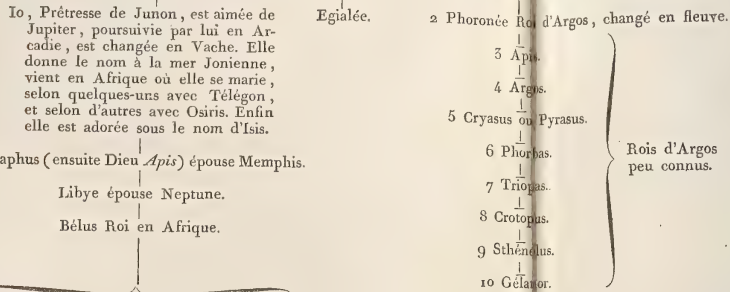 Io, Prêtresse de Junon, est aimée de
Jupiter, poursuivie par lui en Ar-
cadie, est changée en Vache. Elle
donne le nom à la mer Jonienne,
vient en Afrique où elle se marie,
selon quelques-uns avec Télégon,
et selon d'autres avec Osiris. Enfin
elle est adorée sous le nom d'Isis.
aphus (ensuite Dieu Apis) épouse Memphis.
Libye épouse Neptune.
Bélus Roi en Afrique.
Egialée.
2 Phoronée Roi d'Argos, changé en fleuve.
3 Apis.
4 Argos.
5 Cryasus ou Pyrasus.
6 Phorbas.
7 Triopas.
8 Crotopus.
9 Sthénélus.
10 Gélanor.
Rois d'Argos
peu connus.